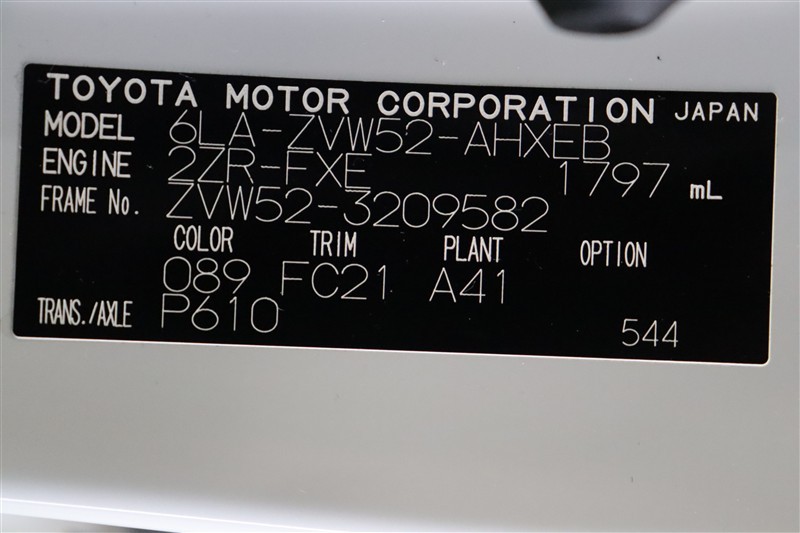 TOYOTA MOTOR CORPORATION JAPAN
MODEL 6LA-ZVW52-AHXEB
ENGINE 2ZR-FXE 1797 mL
FRAME No. ZVW52-3209582
COLOR TRIM PLANT OPTION
089 FC21 A41
TRANS./AXLE P610 544